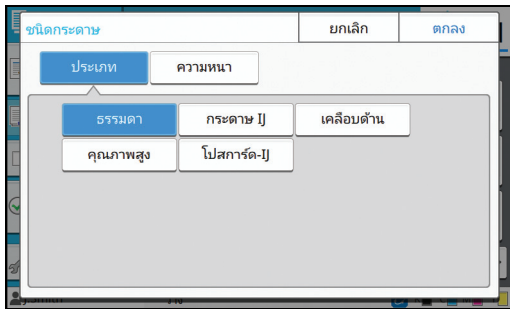 ชนิดกระดาษ ยกเลิก ตกลง
ประเภท ความหนา
ธรรมดา กระดาษ IJ เคลือบด้าน
คุณภาพสูง โปสการ์ด-IJ